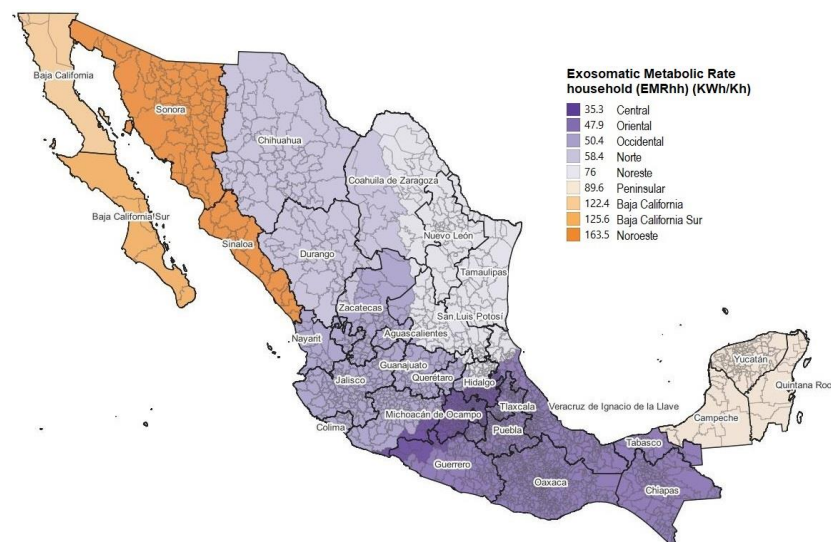 Exosomatic Metabolic Rate
household (EMRhh) (KWh/Kh)
35.3 Central
47.9 Oriental
50.4 Occidental
58.4 Norte
76 Noreste
89.6 Peninsular
122.4 Baja California
125.6 Baja California Sur
163.5 Noroeste
Baja California
Sonora
Chihuahua
Coahuila de Zaragoza
Baja California Sur
Nuevo León
Sinaloa
Durango
Tamaulipas
Zacatecas
San Luis Potosí
Nayarit
Aguascalientes
Guanajuato
Jalisco
Querétaro
Hidalgo
Yucatán
Quintana Roo
Colima
Michoacán de Ocampo
Tlaxcala
Veracruz de Ignacio de la Llave
Campeche
Puebla
Tabasco
Guerrero
Oaxaca
Chiapas